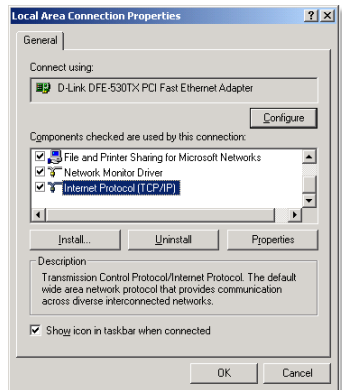 Local Area Connection Properties
General
Connect using:
D-Link DFE-530TX PCI Fast Ethernet Adapter
Configure
Components checked are used by this connection:
File and Printer Sharing for Microsoft Networks
Network Monitor Driver
Internet Protocol (TCP/IP)
Install... Uninstall Properties
Description
Transmission Control Protocol/Internet Protocol. The default
wide area network protocol that provides communication
across diverse interconnected networks.
Show icon in taskbar when connected
OK Cancel